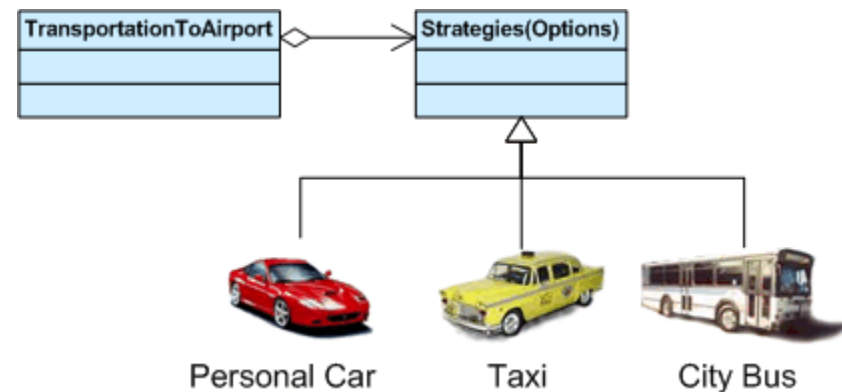 TransportationToAirport
Strategies(Options)
Personal Car
Taxi
City Bus